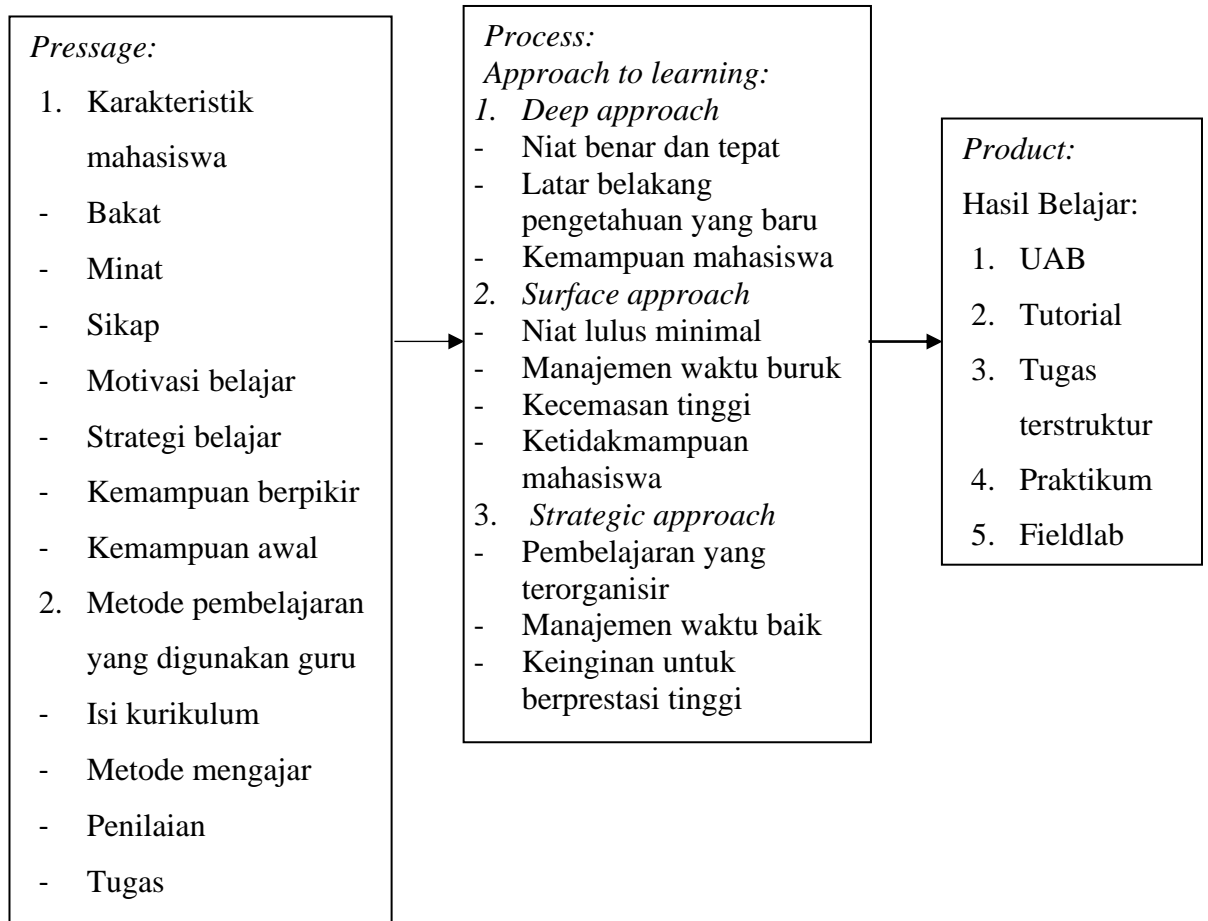 Pressage:
1. Karakteristik
mahasiswa
- Bakat
- Minat
- Sikap
- Motivasi belajar
- Strategi belajar
- Kemampuan berpikir
- Kemampuan awal
2. Metode pembelajaran
yang digunakan guru
- Isi kurikulum
- Metode mengajar
- Penilaian
- Tugas
Process:
Approach to learning:
1. Deep approach
- Niat benar dan tepat
- Latar belakang
pengetahuan yang baru
- Kemampuan mahasiswa
2. Surface approach
- Niat lulus minimal
- Manajemen waktu buruk
- Kecemasan tinggi
- Ketidakmampuan
mahasiswa
3. Strategic approach
- Pembelajaran yang
terorganisir
- Manajemen waktu baik
- Keinginan untuk
berprestasi tinggi
Product:
Hasil Belajar:
1. UAB
2. Tutorial
3. Tugas
terstruktur
4. Praktikum
5. Fieldlab